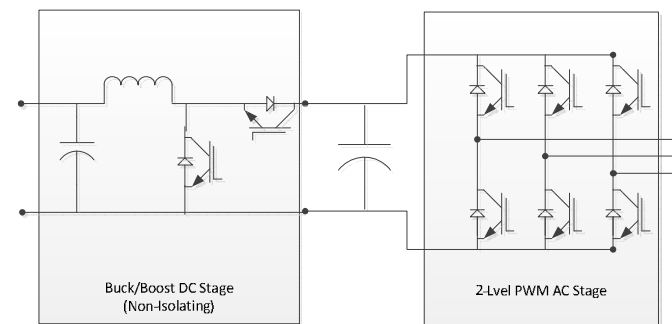 Buck/Boost DC Stage
(Non-Isolating)
2-Lvel PWM AC Stage